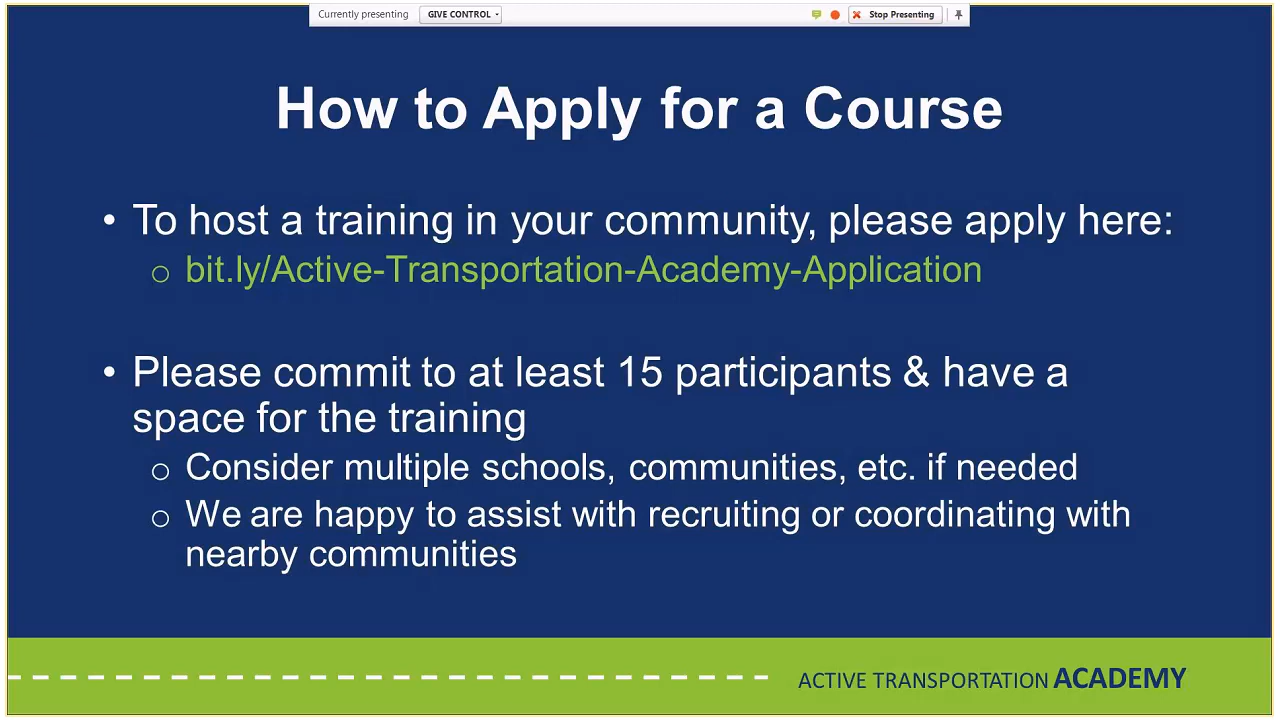 Currently presenting GIVE CONTROL Stop Presenting
How to Apply for a Course
• To host a training in your community, please apply here:
o bit.ly/Active-Transportation-Academy-Application
• Please commit to at least 15 participants & have a
space for the training
o Consider multiple schools, communities, etc. if needed
o We are happy to assist with recruiting or coordinating with
nearby communities
ACTIVE TRANSPORTATION ACADEMY